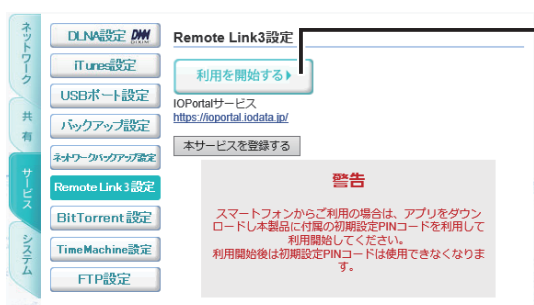 ネットワーク
共有
サービス
システム
DLNA設定 DiXiM
iTunes設定
USBポート設定
バックアップ設定
ネットワークバックアップ設定
Remote Link3設定
BitTorrent設定
TimeMachine設定
FTP設定
Remote Link3設定
利用を開始する
IOPortalサービス
https://ioportal.iodata.jp/
本サービスを登録する
警告
スマートフォンからご利用の場合は、アプリをダウン
ロードし本製品に付属の初期設定PINコードを利用して
利用開始してください。
利用開始後は初期設定PINコードは使用できなくなりま
す。